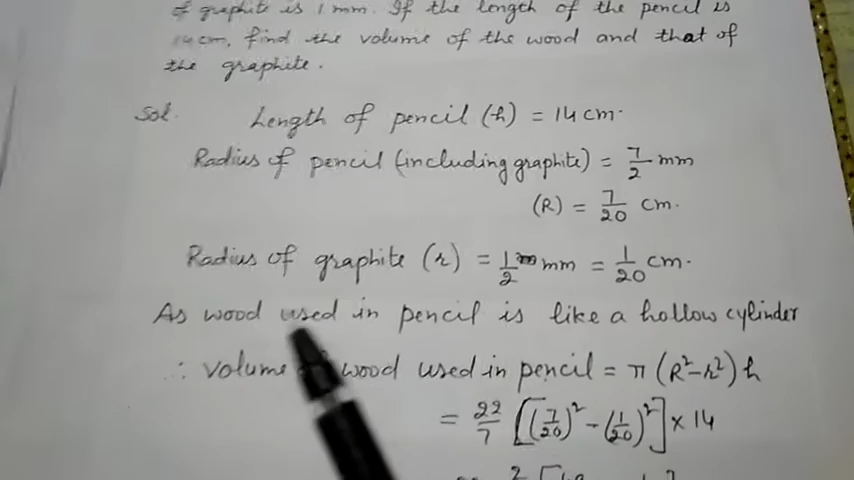 of graphite is 1 mm. If the length of the pencil is
14 cm, find the volume of the wood and that of
the graphite.
Sol. Length of pencil (h) = 14 cm.
Radius of pencil (including graphite) = 7/2 mm
(R) = 7/20 cm.
Radius of graphite (r) = 1/2 mm = 1/20 cm.
As wood used in pencil is like a hollow cylinder
∴ volume of wood used in pencil = π (R²-r²) h
= 22/7 [(7/20)² - (1/20)²] × 14